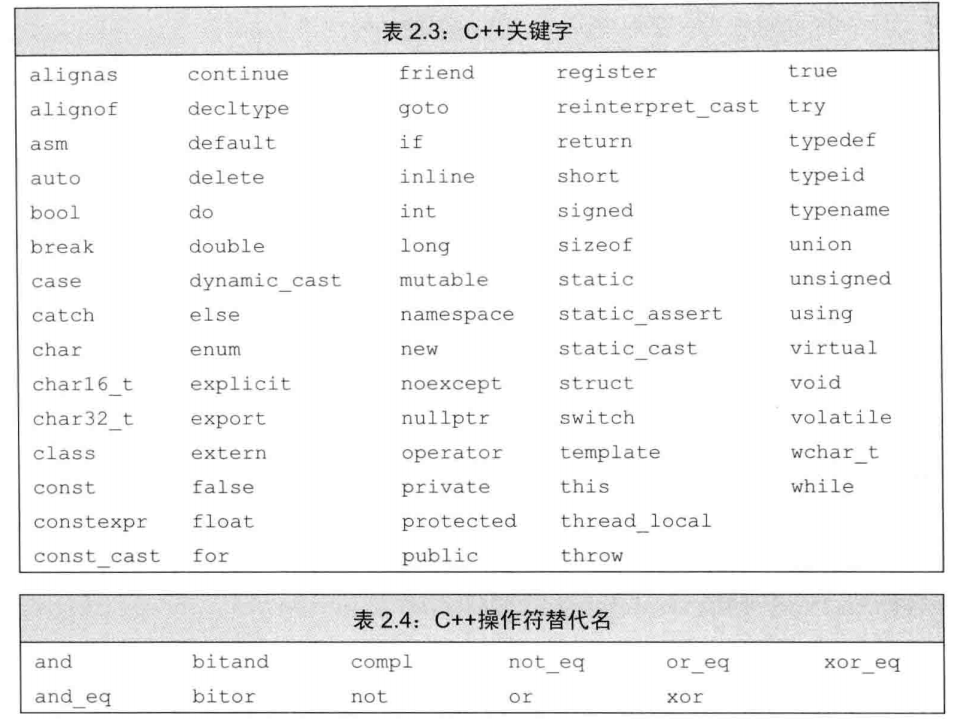 表 2.3：C++关键字
alignas continue friend register true
alignof decltype goto reinterpret_cast try
asm default if return typedef
auto delete inline short typeid
bool do int signed typename
break double long sizeof union
case dynamic_cast mutable static unsigned
catch else namespace static_assert using
char enum new static_cast virtual
char16_t explicit noexcept struct void
char32_t export nullptr switch volatile
class extern operator template wchar_t
const false private this while
constexpr float protected thread_local
const_cast for public throw
表 2.4：C++操作符替代名
and bitand compl not_eq or_eq xor_eq
and_eq bitor not or xor